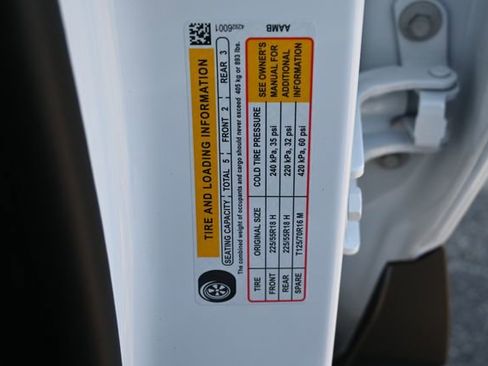 42926001
AAMB
TIRE AND LOADING INFORMATION
SEATING CAPACITY TOTAL 5 FRONT 2 REAR 3
The combined weight of occupants and cargo should never exceed 405 kg or 893 lbs.
TIRE ORIGINAL SIZE COLD TIRE PRESSURE SEE OWNER'S
FRONT 225/55R18 H 240 kPa, 35 psi MANUAL FOR
REAR 225/55R18 H 220 kPa, 32 psi ADDITIONAL
SPARE T125/70R16 M 420 kPa, 60 psi INFORMATION